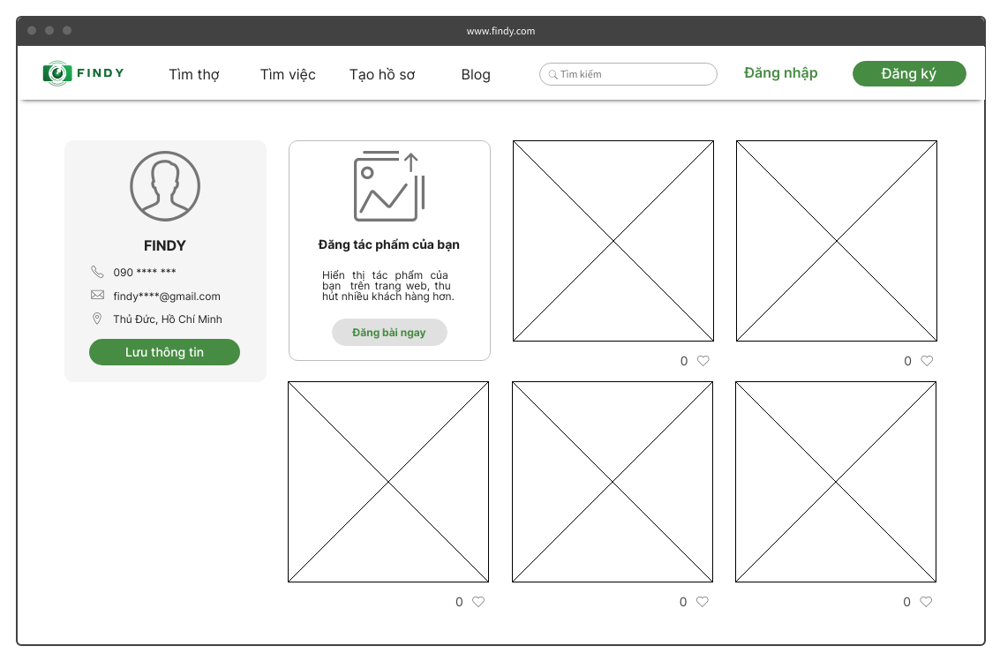 www.findy.com
FINDY
Tìm thợ
Tìm việc
Tạo hồ sơ
Blog
Tìm kiếm
Đăng nhập
Đăng ký
FINDY
090 **** ***
findy****@gmail.com
Thủ Đức, Hồ Chí Minh
Lưu thông tin
Đăng tác phẩm của bạn
Hiển thị tác phẩm của
bạn trên trang web, thu
hút nhiều khách hàng hơn.
Đăng bài ngay
0
0
0
0
0